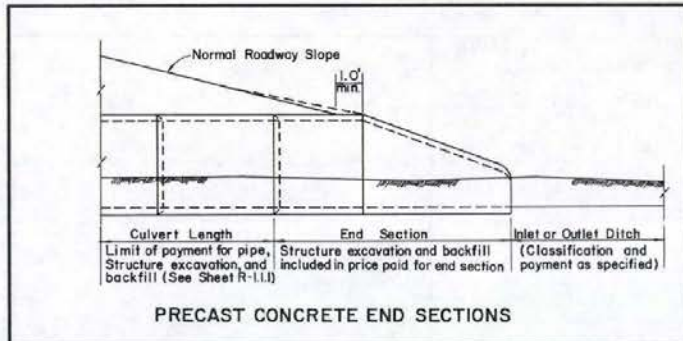 Normal Roadway Slope
1.0'
min.
Culvert Length
Limit of payment for pipe,
Structure excavation, and
backfill (See Sheet R-1.1.1)
End Section
Structure excavation and backfill
included in price paid for end section
Inlet or Outlet Ditch
(Classification and
payment as specified)
PRECAST CONCRETE END SECTIONS